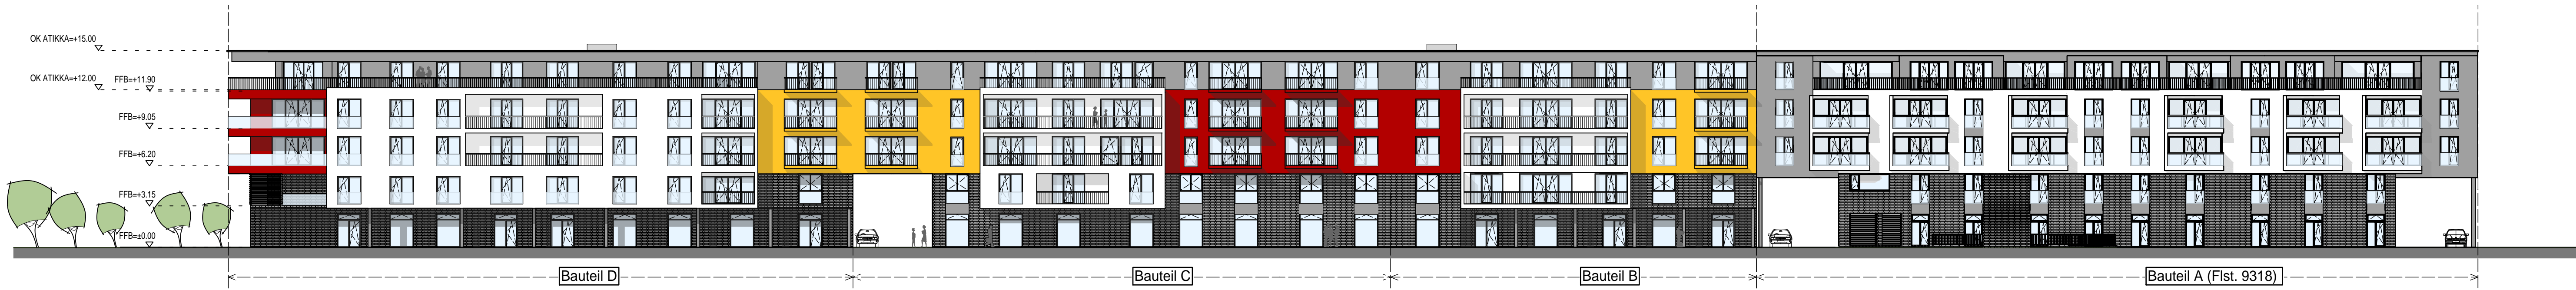 OK ATIKKA=+15.00
OK ATIKKA=+12.00
FFB=+11.90
FFB=+9.05
FFB=+6.20
FFB=+3.15
FFB=±0.00
Bauteil D
Bauteil C
Bauteil B
Bauteil A (Flst. 9318)